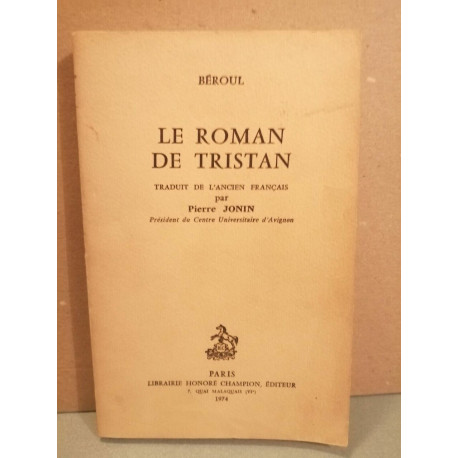 BÉROUL
LE ROMAN
DE TRISTAN
TRADUIT DE L'ANCIEN FRANÇAIS
par
Pierre JONIN
Président du Centre Universitaire d'Avignon
PARIS
LIBRAIRIE HONORÉ CHAMPION, ÉDITEUR
7, QUAI MALAQUAIS (VIᵉ)
1974